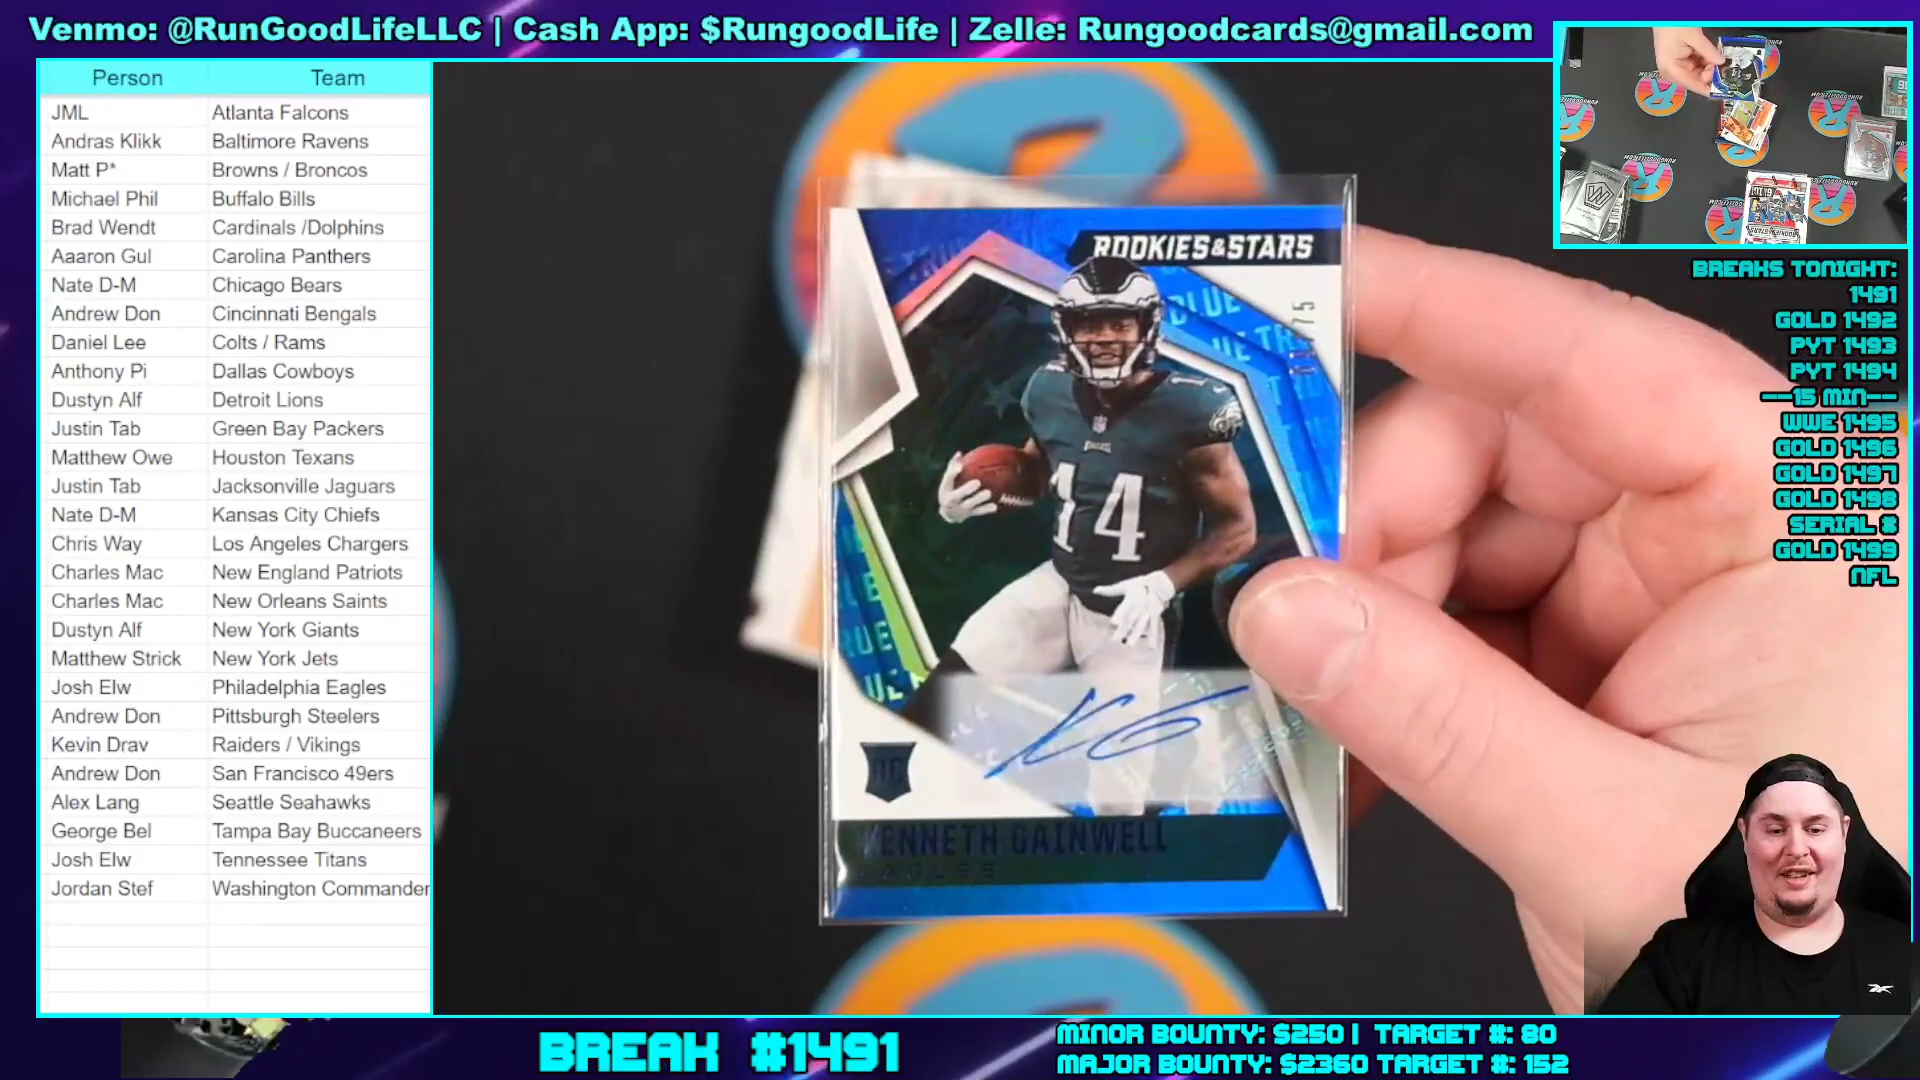 Venmo: @RunGoodLifeLLC | Cash App: $RungoodLife | Zelle: Rungoodcards@gmail.com
Person Team
JML Atlanta Falcons
Andras Klikk Baltimore Ravens
Matt P* Browns / Broncos
Michael Phil Buffalo Bills
Brad Wendt Cardinals /Dolphins
Aaaron Gul Carolina Panthers
Nate D-M Chicago Bears
Andrew Don Cincinnati Bengals
Daniel Lee Colts / Rams
Anthony Pi Dallas Cowboys
Dustyn Alf Detroit Lions
Justin Tab Green Bay Packers
Matthew Owe Houston Texans
Justin Tab Jacksonville Jaguars
Nate D-M Kansas City Chiefs
Chris Way Los Angeles Chargers
Charles Mac New England Patriots
Charles Mac New Orleans Saints
Dustyn Alf New York Giants
Matthew Strick New York Jets
Josh Elw Philadelphia Eagles
Andrew Don Pittsburgh Steelers
Kevin Drav Raiders / Vikings
Andrew Don San Francisco 49ers
Alex Lang Seattle Seahawks
George Bel Tampa Bay Buccaneers
Josh Elw Tennessee Titans
Jordan Stef Washington Commander
ROOKIES & STARS
BLUE
14
RC
KENNETH GAINWELL
EAGLES
BREAKS TONIGHT:
1491
GOLD 1492
PYT 1493
PYT 1494
--15 MIN--
WWE 1495
GOLD 1496
GOLD 1497
GOLD 1498
SERIAL #
GOLD 1499
NFL
BREAK #1491
MINOR BOUNTY: $250 | TARGET #: 80
MAJOR BOUNTY: $2360 TARGET #: 152